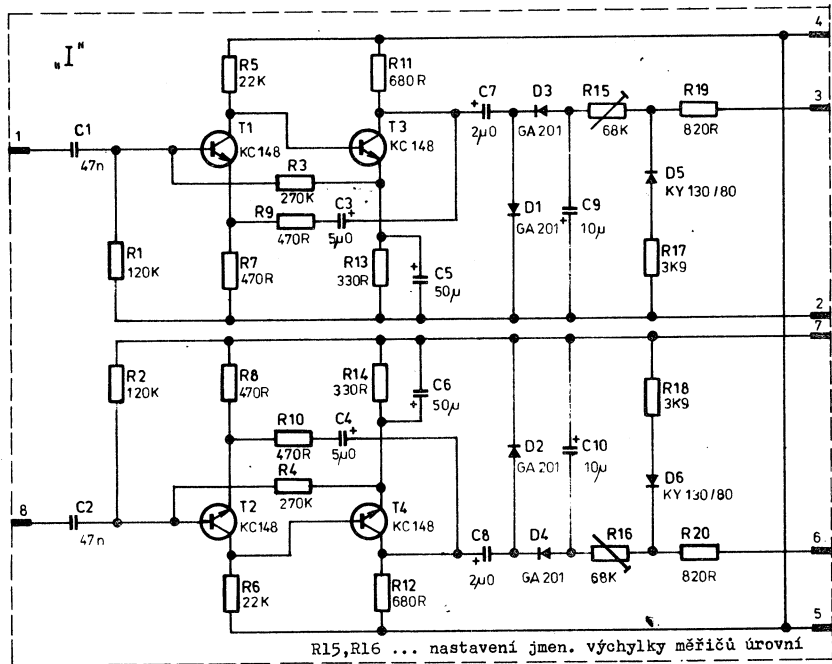 „I"
4
R5
22K
R11
680R
C7
2µ0
D3
GA 201
R15
68K
R19
820R
3
1
C1
47n
T1
KC148
T3
KC 148
R3
270K
C3
5µ0
R9
470R
D5
KY 130/80
D1
GA 201
C9
10µ
R1
120K
R7
470R
R13
330R
C5
50µ
R17
3K9
2
7
R2
120K
R8
470R
R14
330R
C6
50µ
R18
3K9
R10
470R
C4
5µ0
R4
270K
D2
GA 201
C10
10µ
D6
KY 130/80
8
C2
47n
T2
KC148
T4
KC148
C8
2µ0
D4
GA 201
R16
68K
R20
820R
6
R6
22K
R12
680R
5
R15,R16 ... nastavení jmen. výchylky měřičů úrovní